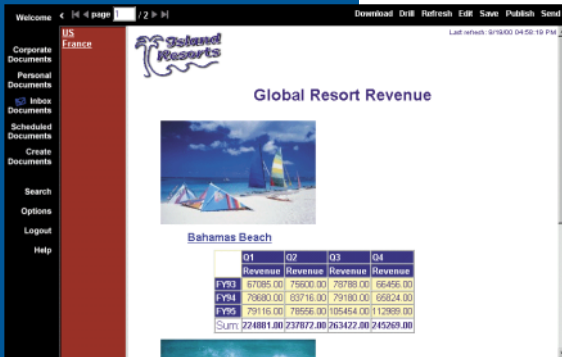 Welcome
page 1 / 2
Download Drill Refresh Edit Save Publish Send
US
France
Last refresh: 9/19/00 04:59:19 PM
Island
Resorts
Corporate
Documents
Personal
Documents
Inbox
Documents
Scheduled
Documents
Create
Documents
Search
Options
Logout
Help
Global Resort Revenue
Bahamas Beach
Q1 Q2 Q3 Q4
Revenue Revenue Revenue Revenue
FY93 67085.00 75600.00 78788.00 66456.00
FY94 78680.00 83716.00 79180.00 65824.00
FY95 79116.00 78556.00 105454.00 112989.00
Sum: 224881.00 237872.00 263422.00 245269.00